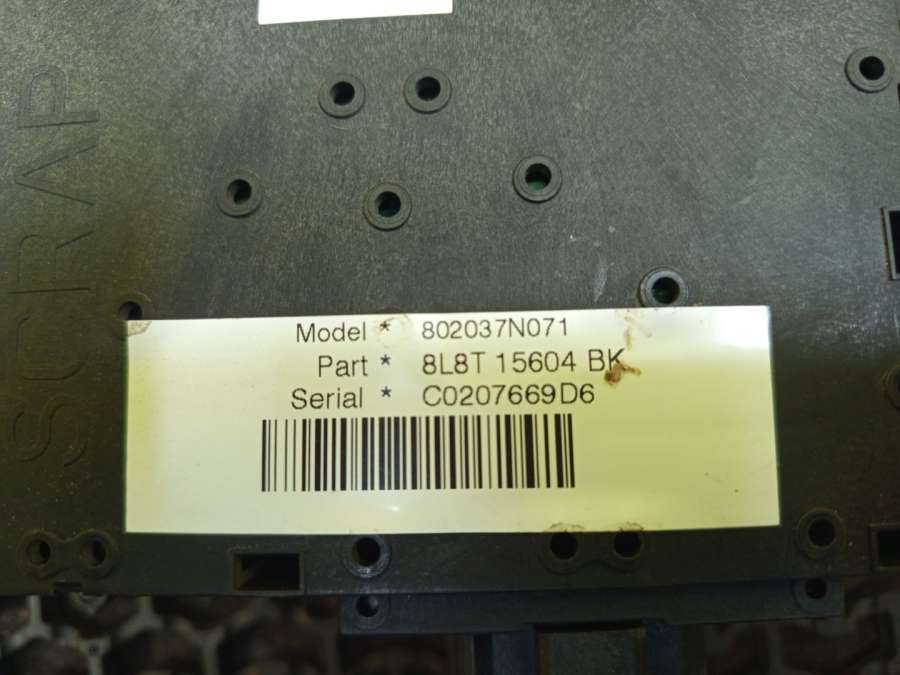 SCRAP
Model * 802037N071
Part * 8L8T 15604 BK
Serial * C0207669D6